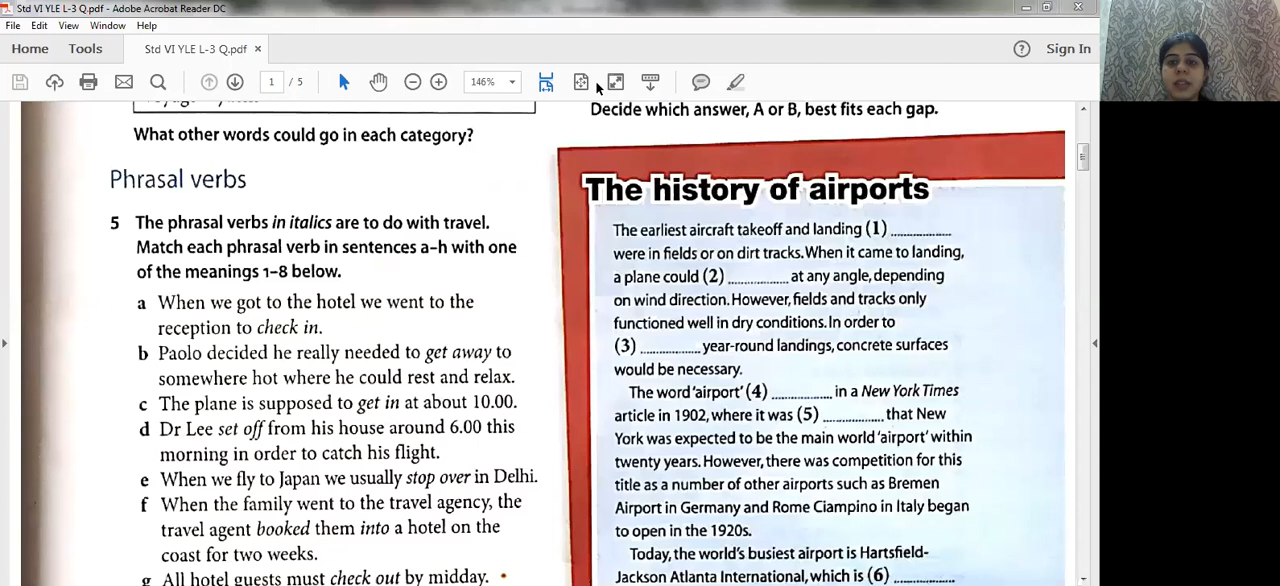 Std VI YLE L-3 Q.pdf - Adobe Acrobat Reader DC
File Edit View Window Help
Home Tools Std VI YLE L-3 Q.pdf × Sign In
1 / 5 146%
What other words could go in each category?
Phrasal verbs
5 The phrasal verbs in italics are to do with travel.
Match each phrasal verb in sentences a–h with one
of the meanings 1–8 below.
a When we got to the hotel we went to the
reception to check in.
b Paolo decided he really needed to get away to
somewhere hot where he could rest and relax.
c The plane is supposed to get in at about 10.00.
d Dr Lee set off from his house around 6.00 this
morning in order to catch his flight.
e When we fly to Japan we usually stop over in Delhi.
f When the family went to the travel agency, the
travel agent booked them into a hotel on the
coast for two weeks.
g All hotel guests must check out by midday.
Decide which answer, A or B, best fits each gap.
The history of airports
The earliest aircraft takeoff and landing (1) ...............
were in fields or on dirt tracks. When it came to landing,
a plane could (2) ............... at any angle, depending
on wind direction. However, fields and tracks only
functioned well in dry conditions. In order to
(3) ............... year-round landings, concrete surfaces
would be necessary.
The word 'airport' (4) ............... in a New York Times
article in 1902, where it was (5) ............... that New
York was expected to be the main world 'airport' within
twenty years. However, there was competition for this
title as a number of other airports such as Bremen
Airport in Germany and Rome Ciampino in Italy began
to open in the 1920s.
Today, the world's busiest airport is Hartsfield-
Jackson Atlanta International, which is (6) ...............